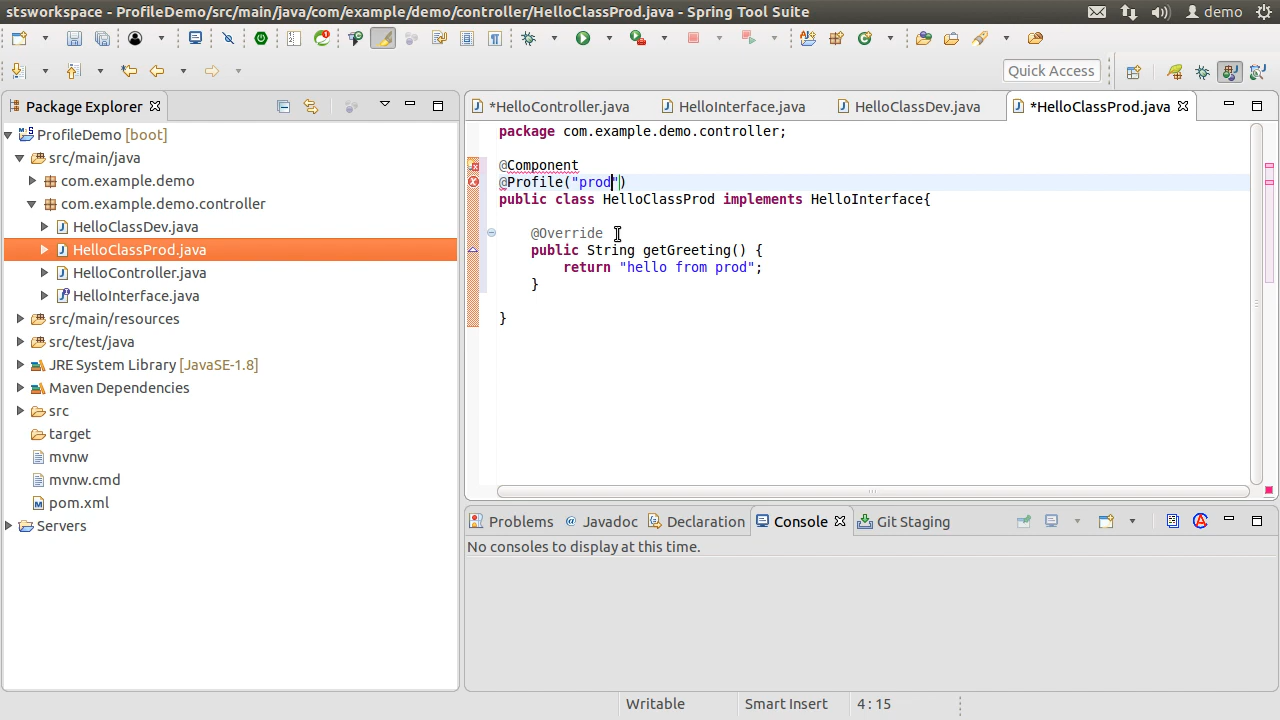 stsworkspace - ProfileDemo/src/main/java/com/example/demo/controller/HelloClassProd.java - Spring Tool Suite
demo
Quick Access
Package Explorer
*HelloController.java
HelloInterface.java
HelloClassDev.java
*HelloClassProd.java
ProfileDemo [boot]
src/main/java
com.example.demo
com.example.demo.controller
HelloClassDev.java
HelloClassProd.java
HelloController.java
HelloInterface.java
src/main/resources
src/test/java
JRE System Library [JavaSE-1.8]
Maven Dependencies
src
target
mvnw
mvnw.cmd
pom.xml
Servers
package com.example.demo.controller;
@Component
@Profile("prod")
public class HelloClassProd implements HelloInterface{
@Override
public String getGreeting() {
return "hello from prod";
}
}
Problems
@ Javadoc
Declaration
Console
Git Staging
No consoles to display at this time.
Writable
Smart Insert
4 : 15